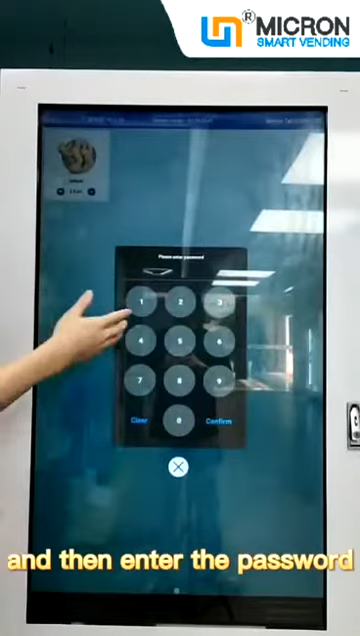 ® MICRON
SMART VENDING
Please enter password
1 2 3
4 5 6
7 8 9
Clear 0 Confirm
and then enter the password